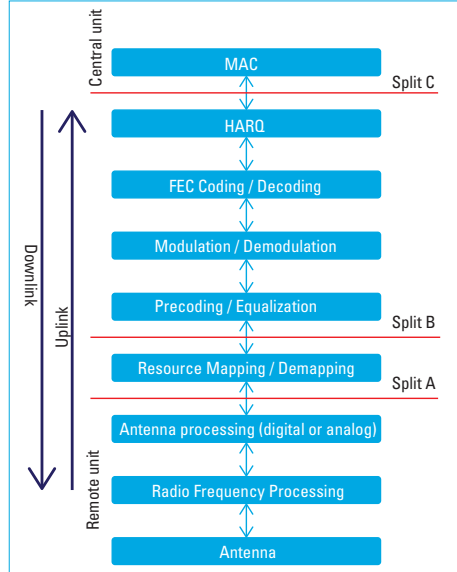 Central unit
MAC
Split C
HARQ
FEC Coding / Decoding
Modulation / Demodulation
Downlink
Uplink
Precoding / Equalization
Split B
Resource Mapping / Demapping
Split A
Antenna processing (digital or analog)
Remote unit
Radio Frequency Processing
Antenna